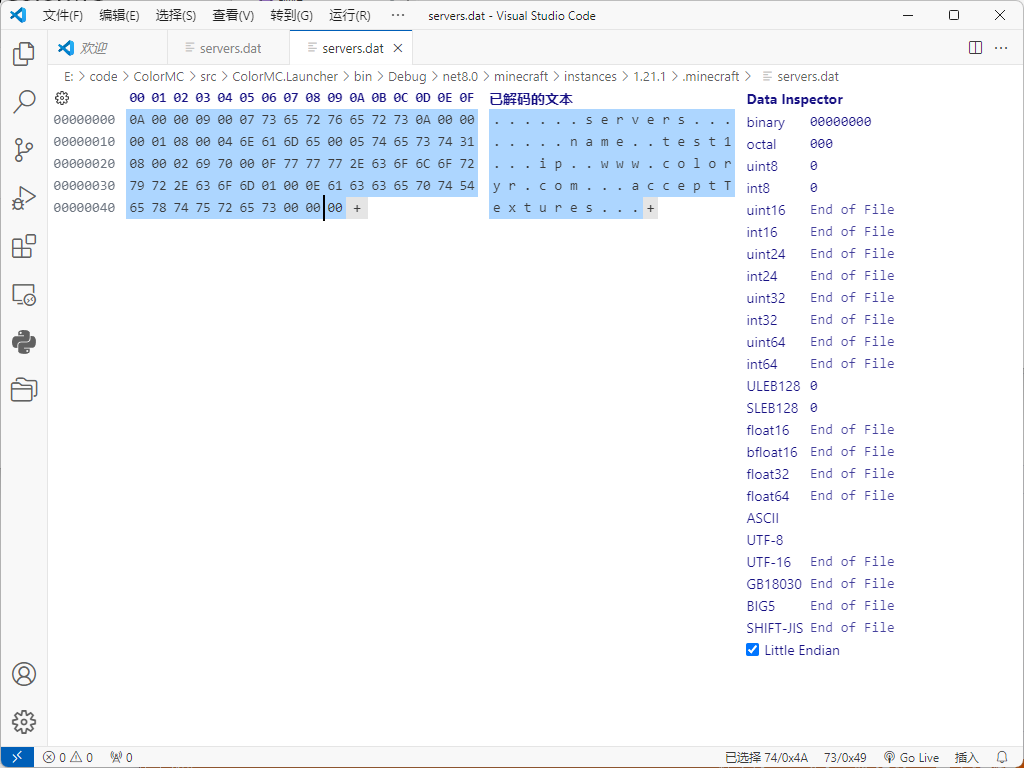 文件(F) 编辑(E) 选择(S) 查看(V) 转到(G) 运行(R) ··· servers.dat - Visual Studio Code
欢迎 servers.dat servers.dat
E: > code > ColorMC > src > ColorMC.Launcher > bin > Debug > net8.0 > minecraft > instances > 1.21.1 > .minecraft > servers.dat
00 01 02 03 04 05 06 07 08 09 0A 0B 0C 0D 0E 0F 已解码的文本 Data Inspector
00000000 0A 00 00 09 00 07 73 65 72 76 65 72 73 0A 00 00 . . . . . . s e r v e r s . . .
00000010 00 01 08 00 04 6E 61 6D 65 00 05 74 65 73 74 31 . . . . . n a m e . . t e s t 1
00000020 08 00 02 69 70 00 0F 77 77 77 2E 63 6F 6C 6F 72 . . . i p . . w w w . c o l o r
00000030 79 72 2E 63 6F 6D 01 00 0E 61 63 63 65 70 74 54 y r . c o m . . . a c c e p t T
00000040 65 78 74 75 72 65 73 00 00 00 + e x t u r e s . . . +
binary 00000000
octal 000
uint8 0
int8 0
uint16 End of File
int16 End of File
uint24 End of File
int24 End of File
uint32 End of File
int32 End of File
uint64 End of File
int64 End of File
ULEB128 0
SLEB128 0
float16 End of File
bfloat16 End of File
float32 End of File
float64 End of File
ASCII
UTF-8
UTF-16 End of File
GB18030 End of File
BIG5 End of File
SHIFT-JIS End of File
Little Endian
0 0 0 已选择 74/0x4A 73/0x49 Go Live 插入